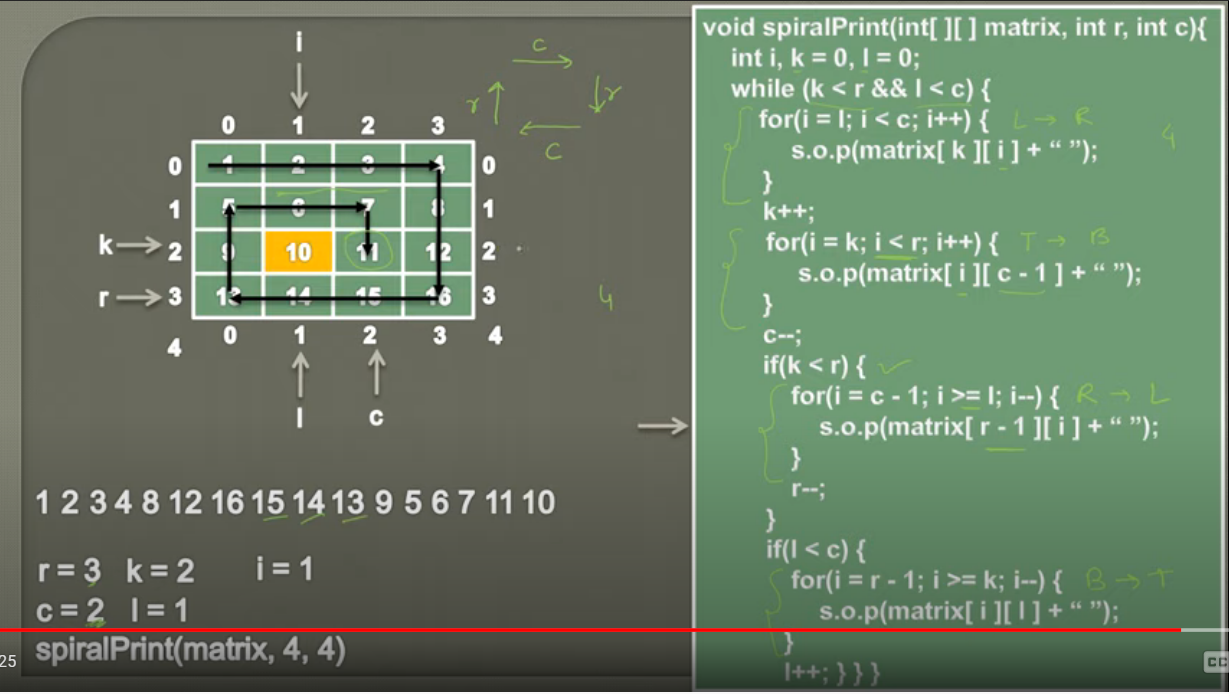 i
c
r
r
c
0 1 2 3
0 1 2 3 4 0
1 5 6 7 8 1
k 2 9 10 11 12 2
r 3 13 14 15 16 3
4 0 1 2 3 4
l c
4
4
1 2 3 4 8 12 16 15 14 13 9 5 6 7 11 10
r = 3 k = 2 i = 1
c = 2 l = 1
spiralPrint(matrix, 4, 4)
25
void spiralPrint(int[ ][ ] matrix, int r, int c){
int i, k = 0, l = 0;
while (k < r && l < c) {
for(i = l; i < c; i++) { L → R
s.o.p(matrix[ k ][ i ] + “ ”);
}
k++;
for(i = k; i < r; i++) { T → B
s.o.p(matrix[ i ][ c - 1 ] + “ ”);
}
c--;
if(k < r) {
for(i = c - 1; i >= l; i--) { R → L
s.o.p(matrix[ r - 1 ][ i ] + “ ”);
}
r--;
}
if(l < c) {
for(i = r - 1; i >= k; i--) { B → T
s.o.p(matrix[ i ][ l ] + “ ”);
}
l++; } } }
CC